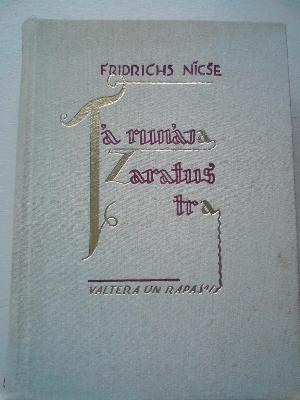 FRIDRICHS NĪCŠE
Tā runāja
Zaratus
tra
VALTERA UN RAPAS